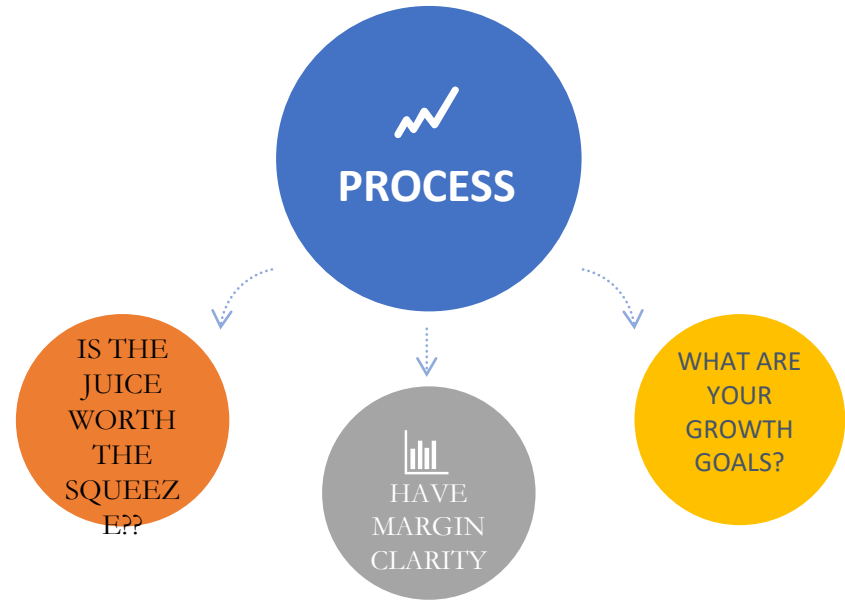 PROCESS
IS THE
JUICE
WORTH
THE
SQUEEZ
E??
HAVE
MARGIN
CLARITY
WHAT ARE
YOUR
GROWTH
GOALS?